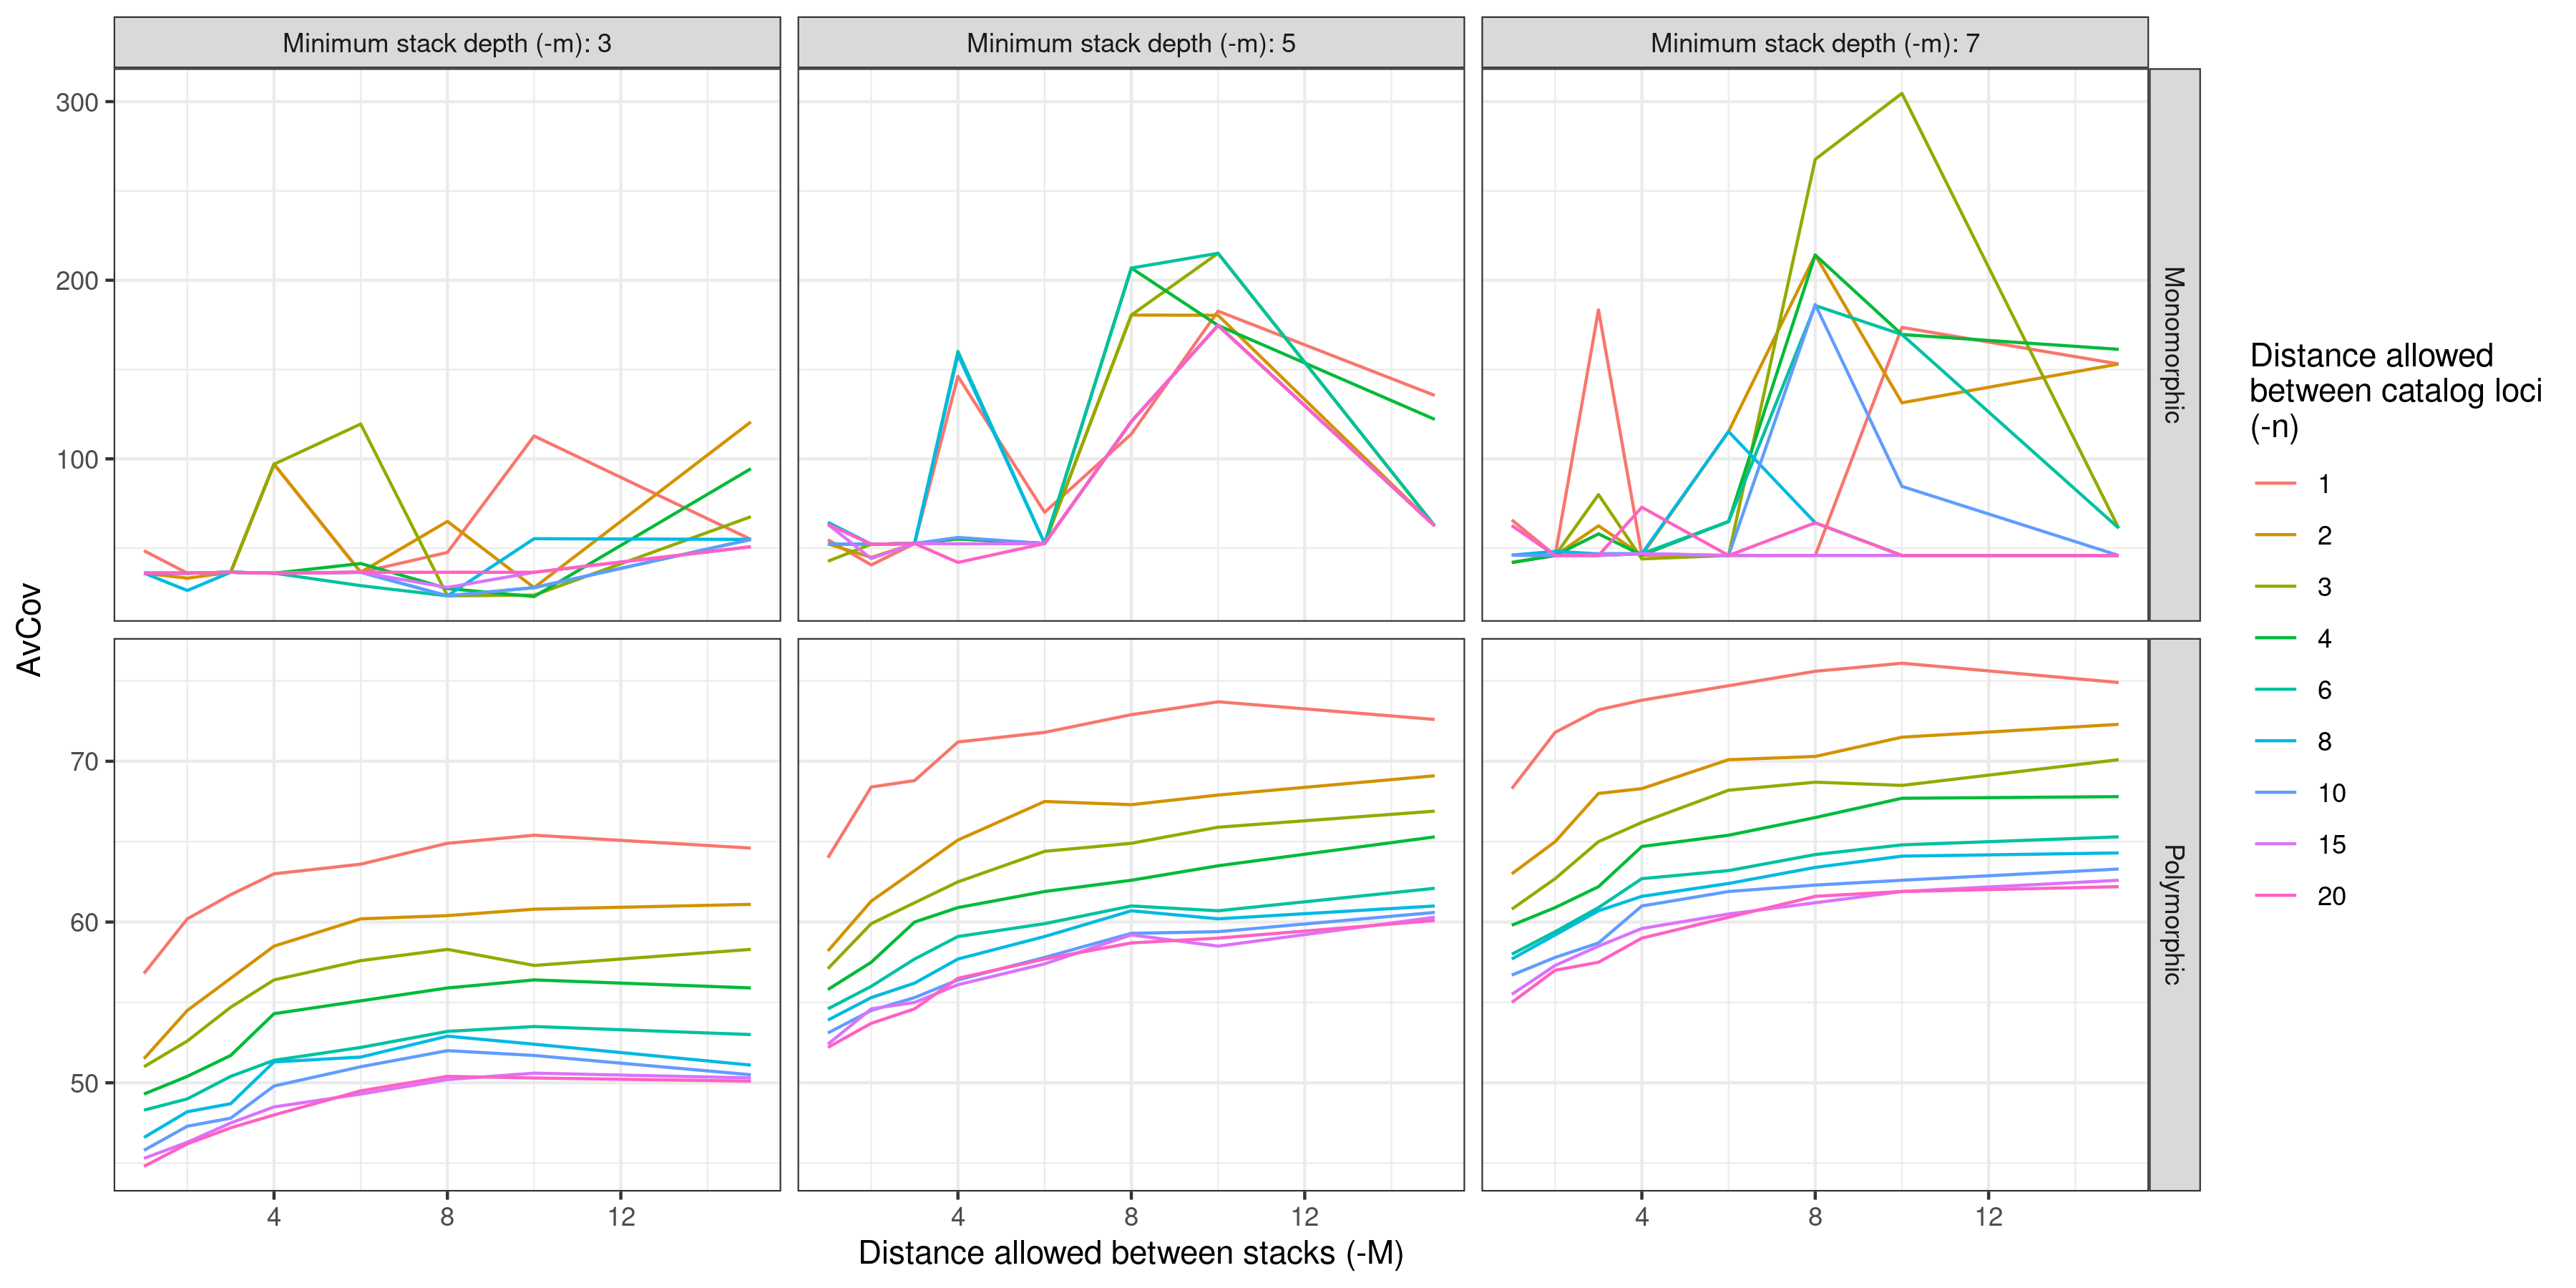 Minimum stack depth (-m): 3
Minimum stack depth (-m): 5
Minimum stack depth (-m): 7
300
200
100
Monomorphic
AvCov
70
60
50
Polymorphic
4
8
12
4
8
12
4
8
12
Distance allowed between stacks (-M)
Distance allowed
between catalog loci
(-n)
1
2
3
4
6
8
10
15
20